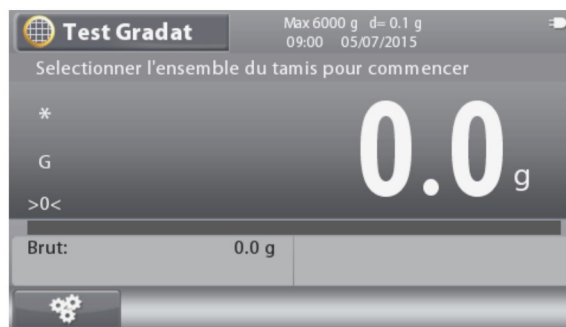 Test Gradat
Max 6000 g d= 0.1 g
09:00 05/07/2015
Selectionner l'ensemble du tamis pour commencer
*
G
>0<
0.0 g
Brut: 0.0 g